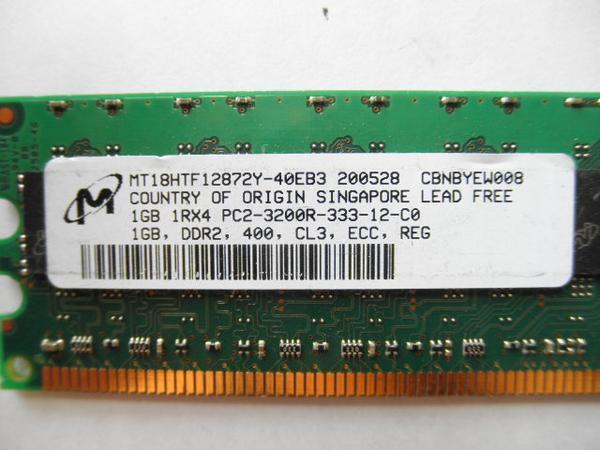 MT18HTF12872Y-40EB3 200528 CBNBYEW008
COUNTRY OF ORIGIN SINGAPORE LEAD FREE
1GB 1RX4 PC2-3200R-333-12-C0
1GB, DDR2, 400, CL3, ECC, REG